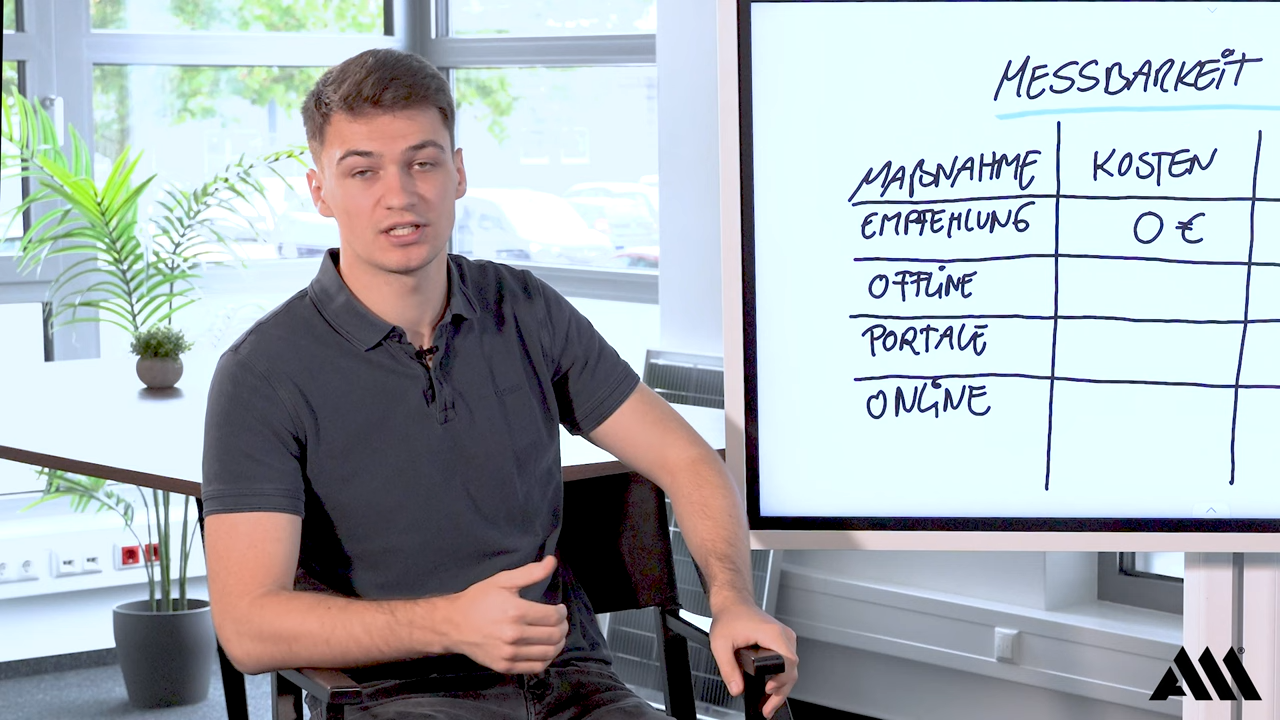 MESSBARKEIT
MAßNAHME KOSTEN
EMPFEHLUNG 0 €
OFFLINE
PORTALE
ONLINE